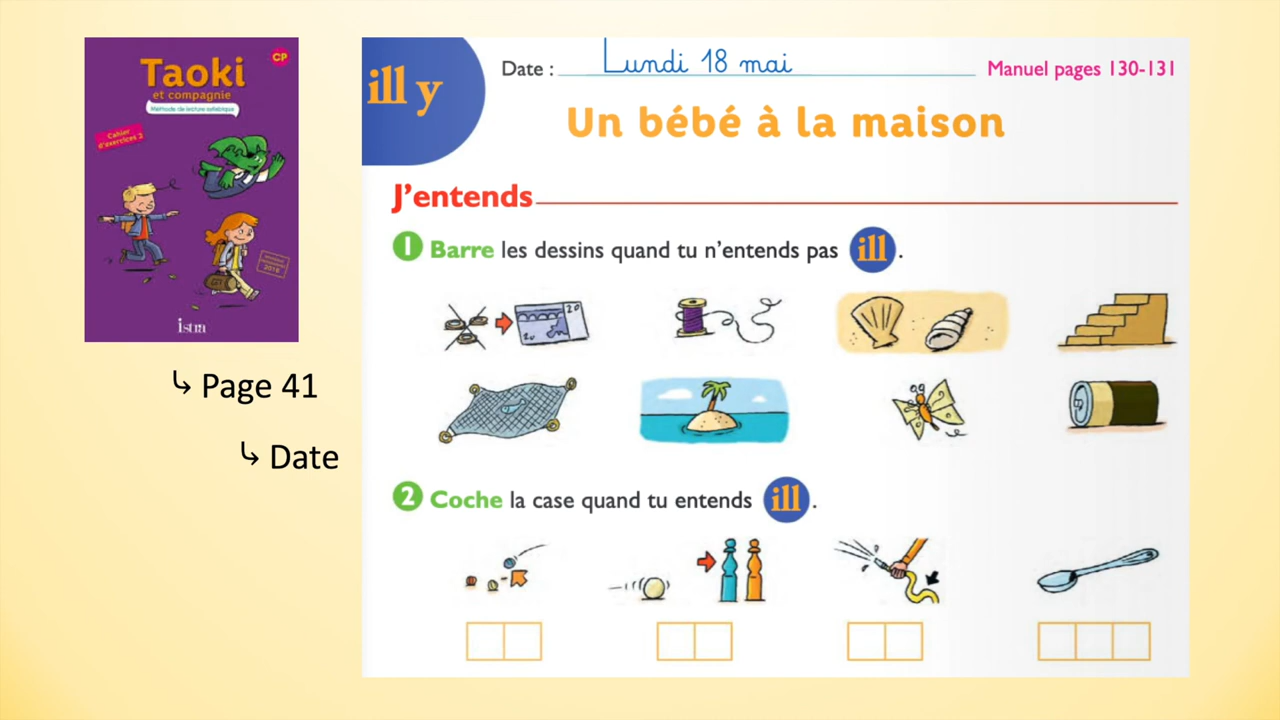 CP
Taoki
et compagnie
Méthode de lecture syllabique
Cahier
d'exercices 2
istra
↳ Page 41
↳ Date
ill y
Date : Lundi 18 mai
Manuel pages 130-131
Un bébé à la maison
J'entends
1 Barre les dessins quand tu n'entends pas ill.
20
20
2 Coche la case quand tu entends ill.